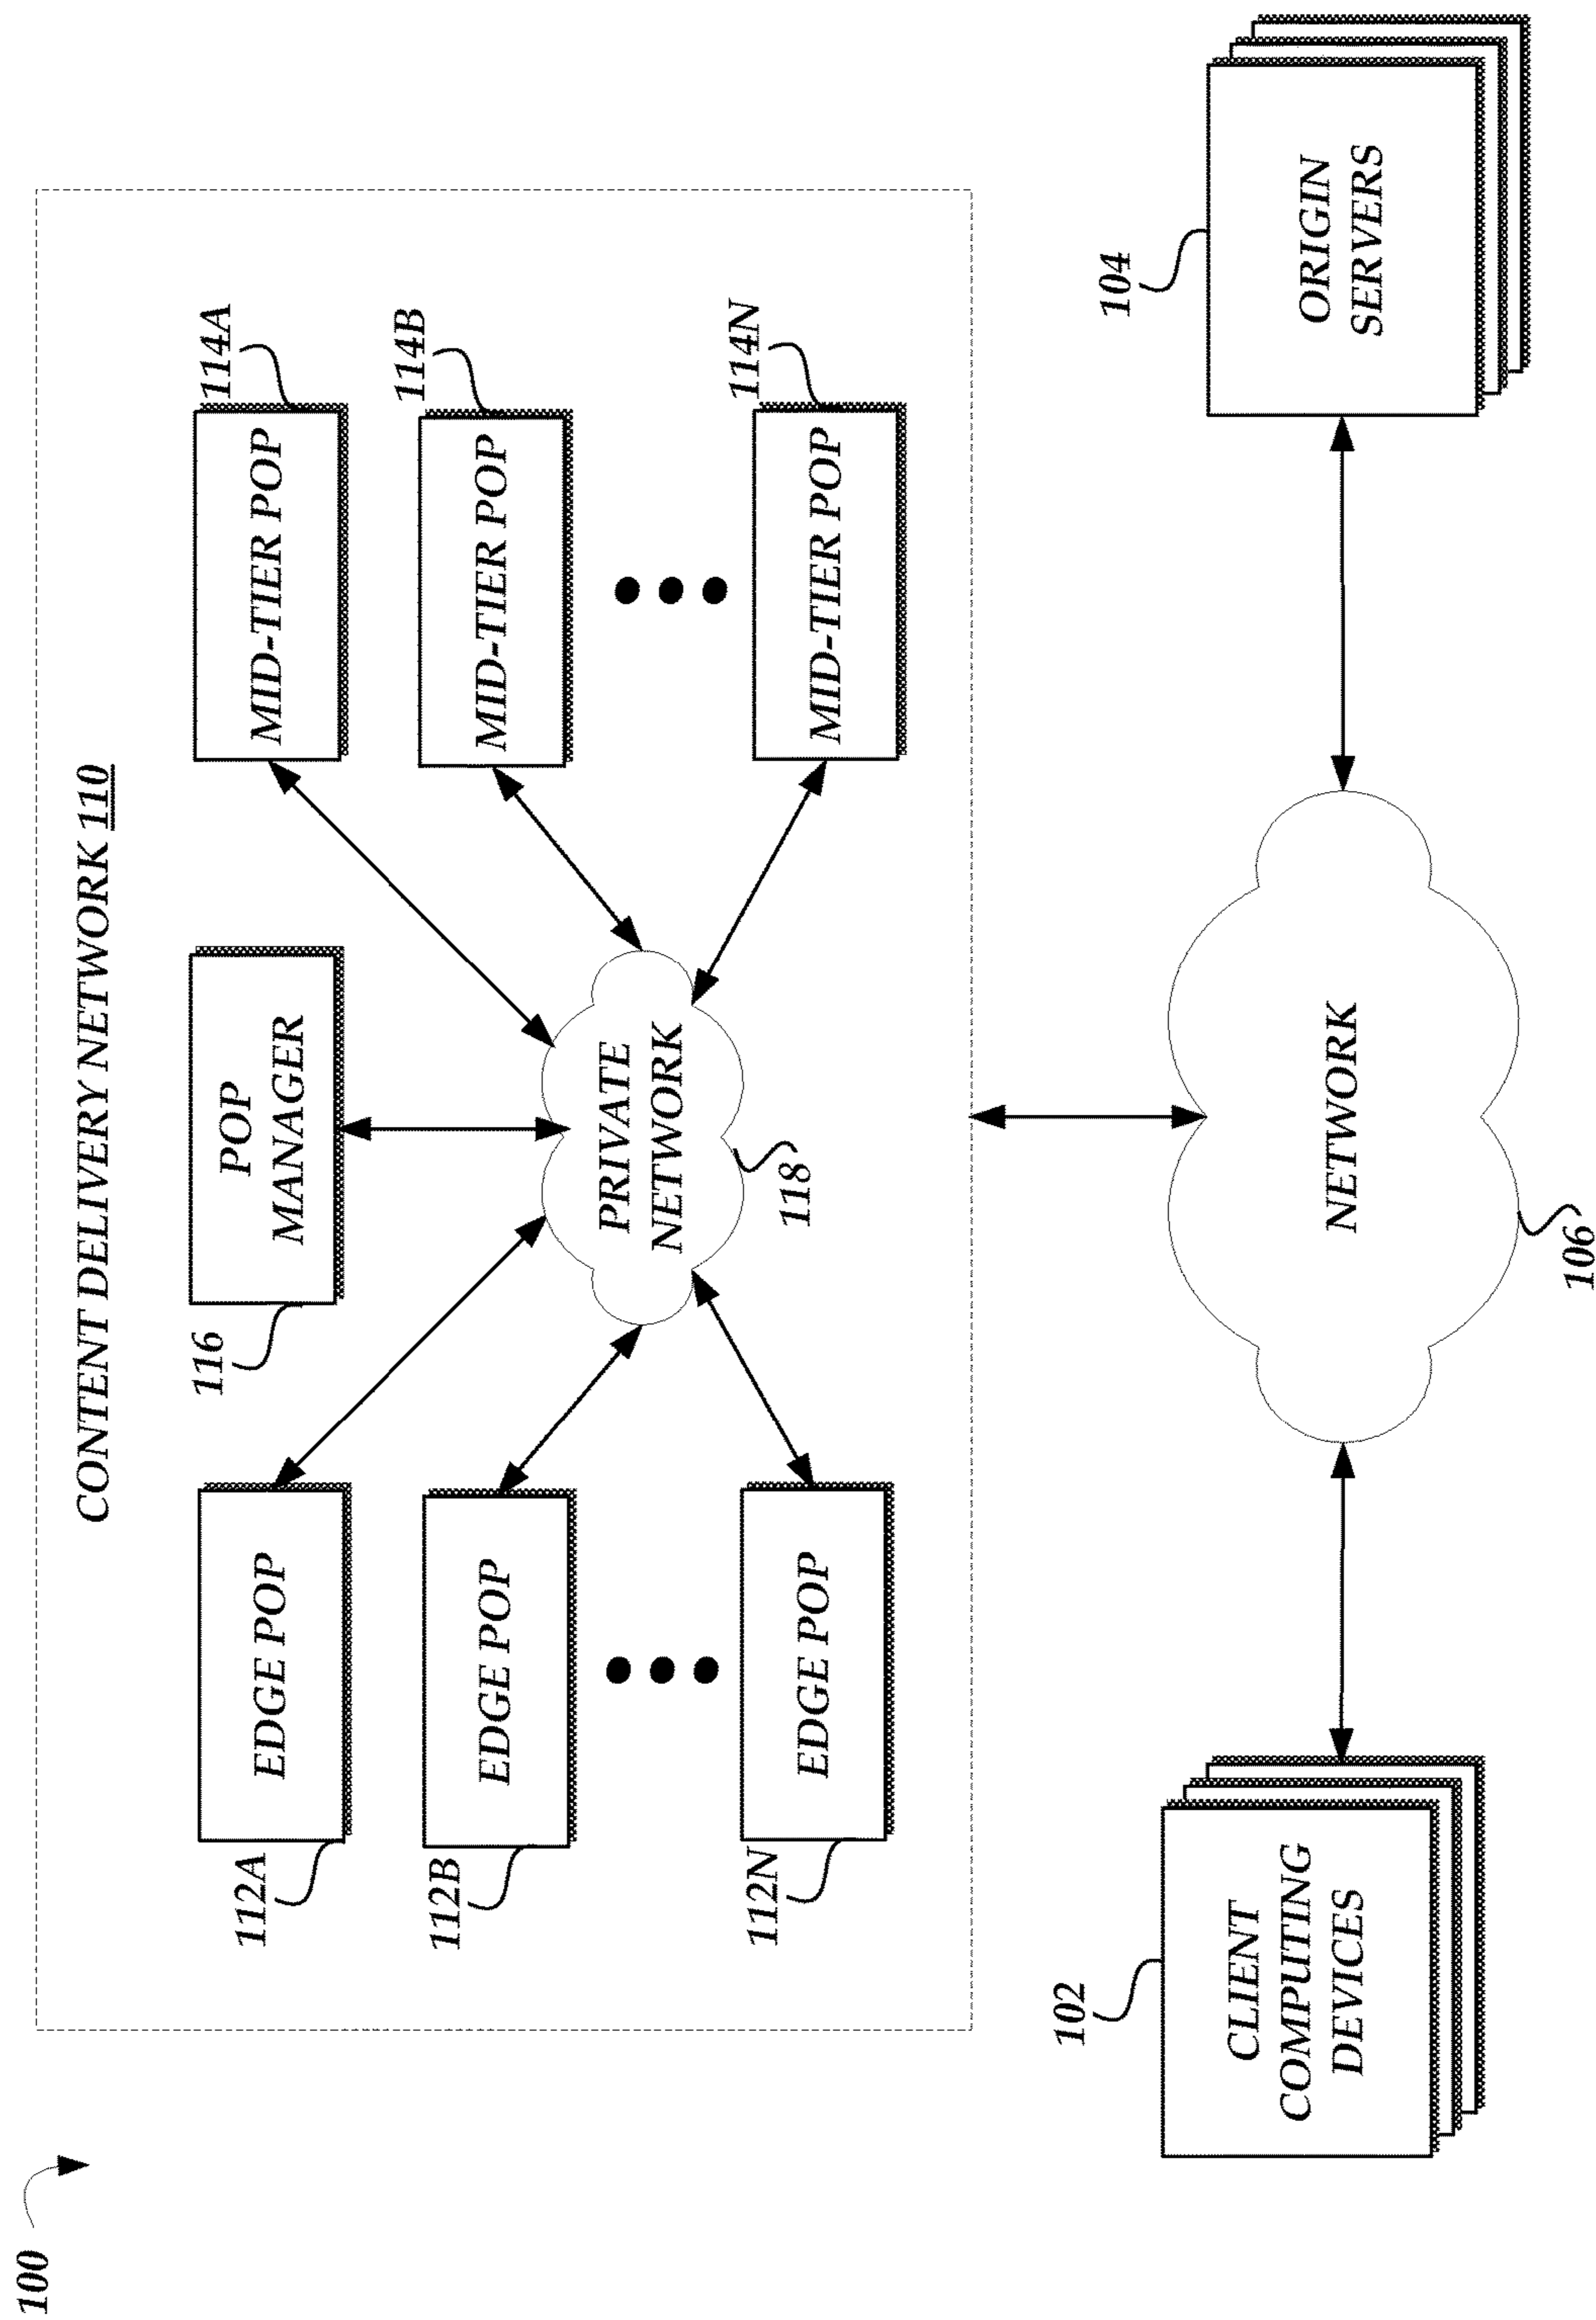 100
CONTENT DELIVERY NETWORK 110
116
POP
MANAGER
112A
EDGE POP
112B
EDGE POP
112N
EDGE POP
PRIVATE
NETWORK
118
114A
MID-TIER POP
114B
MID-TIER POP
114N
MID-TIER POP
102
CLIENT
COMPUTING
DEVICES
NETWORK
106
104
ORIGIN
SERVERS